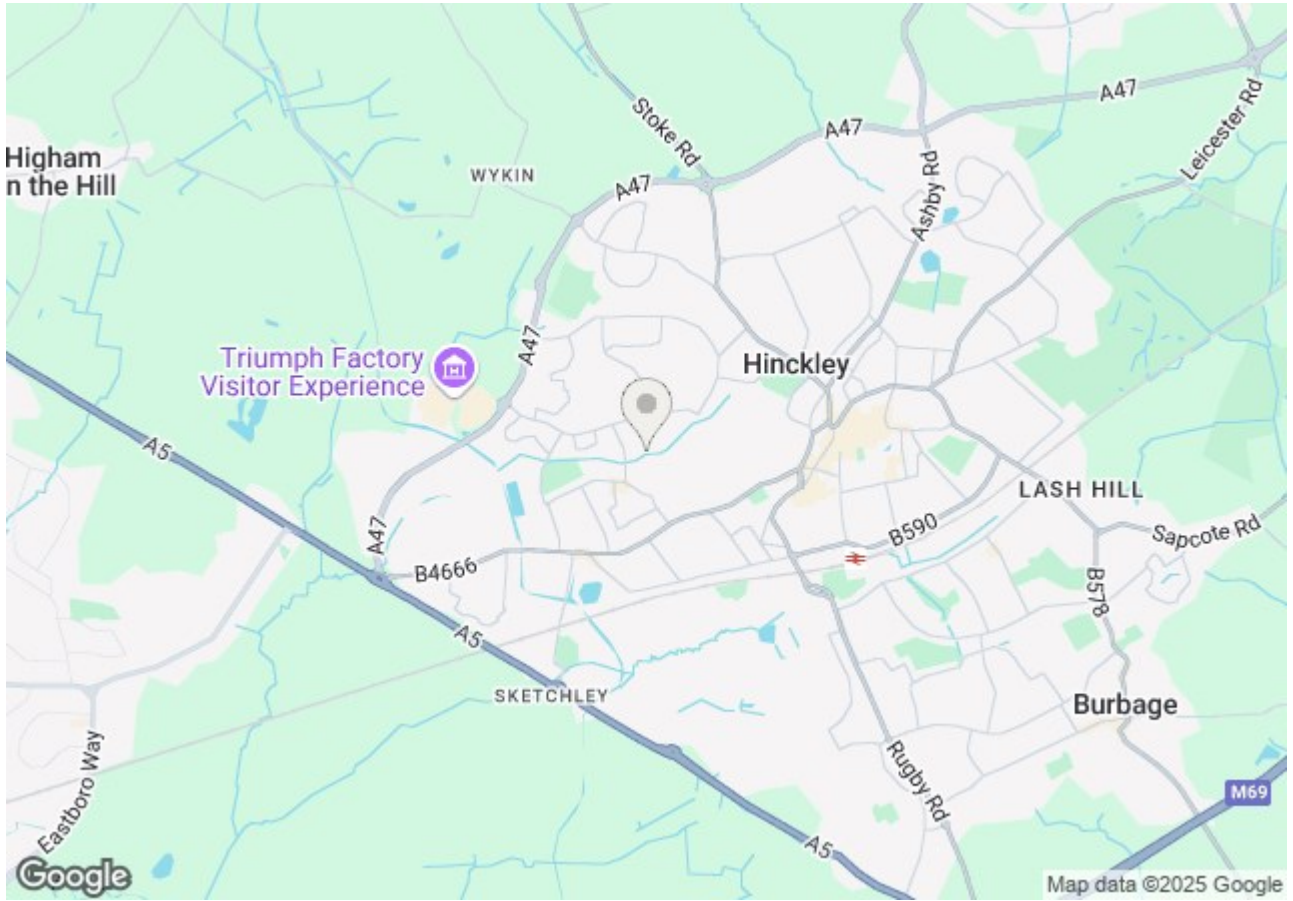 A47
A47
Stoke Rd
Leicester Rd
Higham
n the Hill
WYKIN
A47
Ashby Rd
Triumph Factory
Visitor Experience
A47
Hinckley
A5
LASH HILL
A47
B590
Sapcote Rd
B4666
B578
A5
SKETCHLEY
Burbage
Eastboro Way
Rugby Rd
M69
A5
Google
Map data ©2025 Google